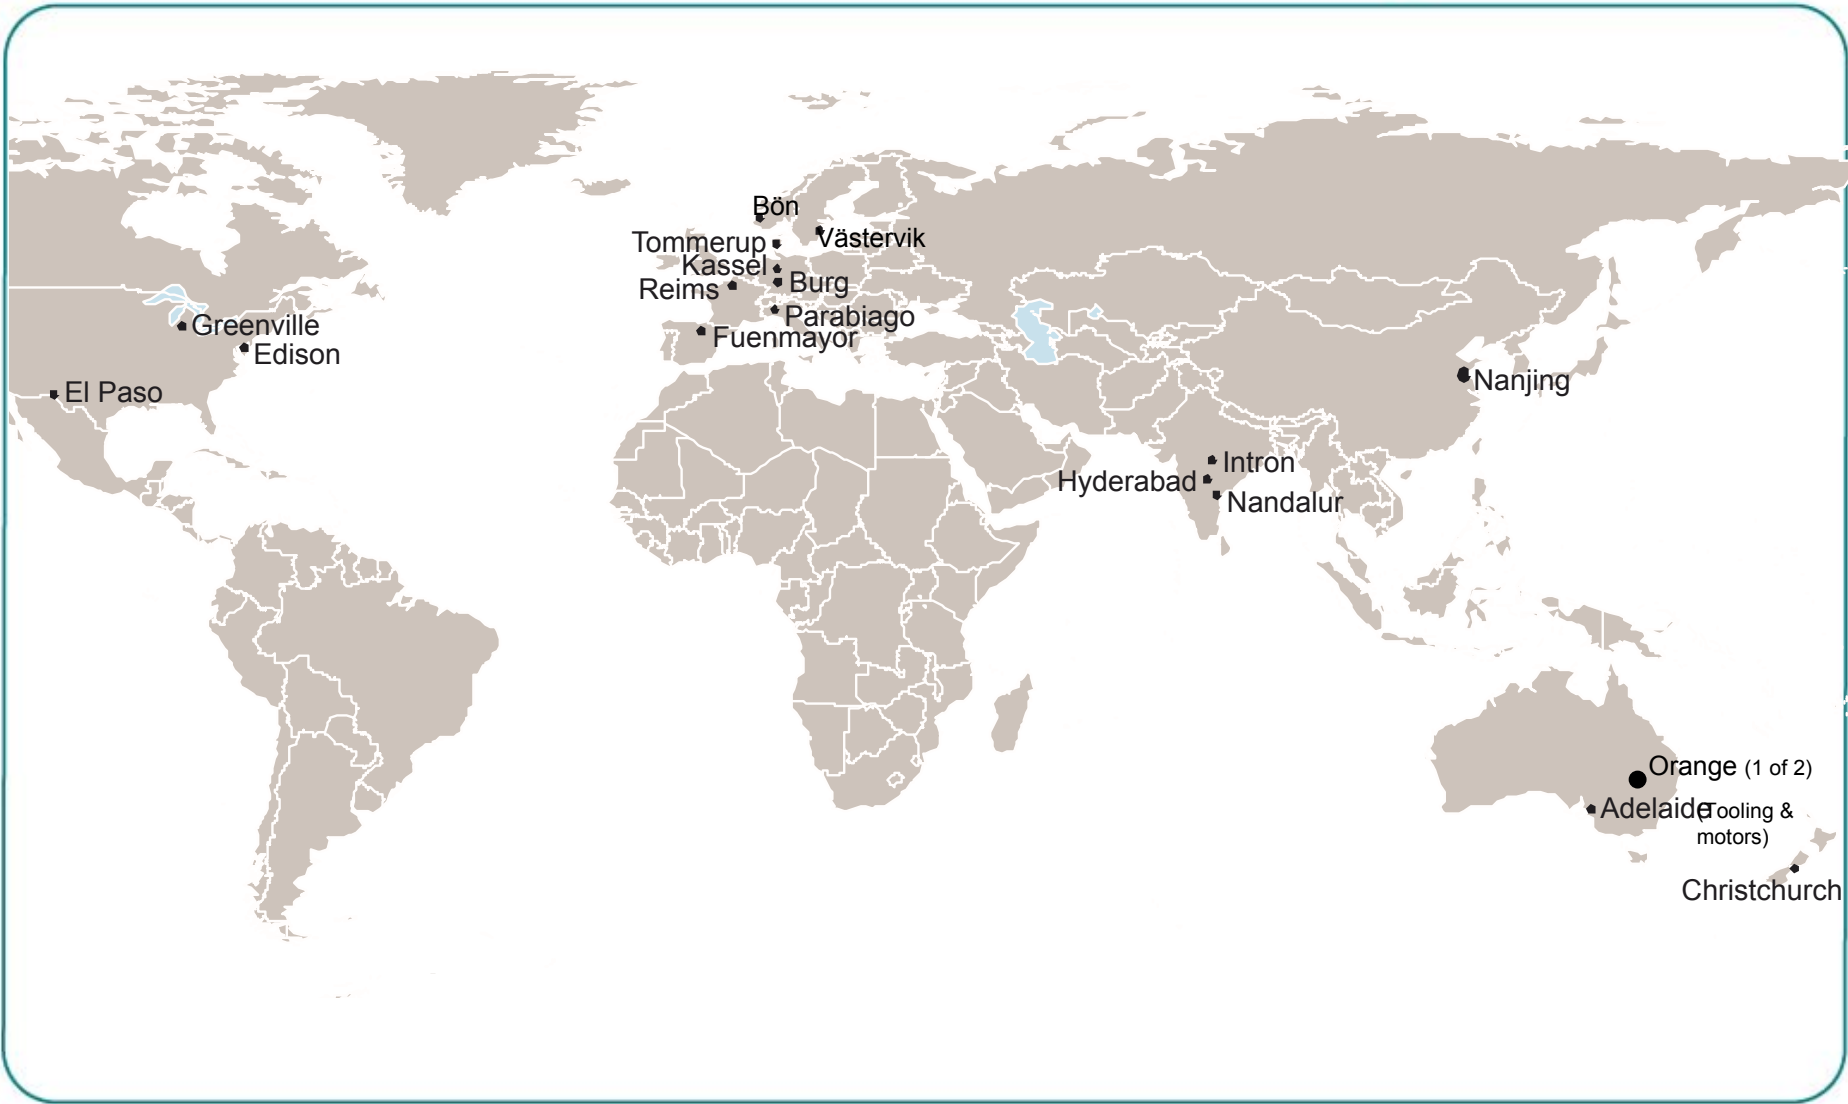 Bön
Västervik
Tommerup
Kassel
Burg
Reims
Parabiago
Fuenmayor
Greenville
Edison
El Paso
Nanjing
Intron
Hyderabad
Nandalur
Orange (1 of 2)
Adelaide
(Tooling &
motors)
Christchurch